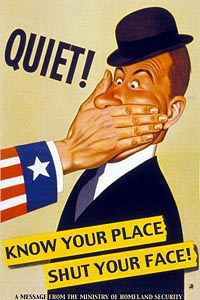 QUIET!
KNOW YOUR PLACE
SHUT YOUR FACE!
A MESSAGE FROM THE MINISTRY OF HOMELAND SECURITY